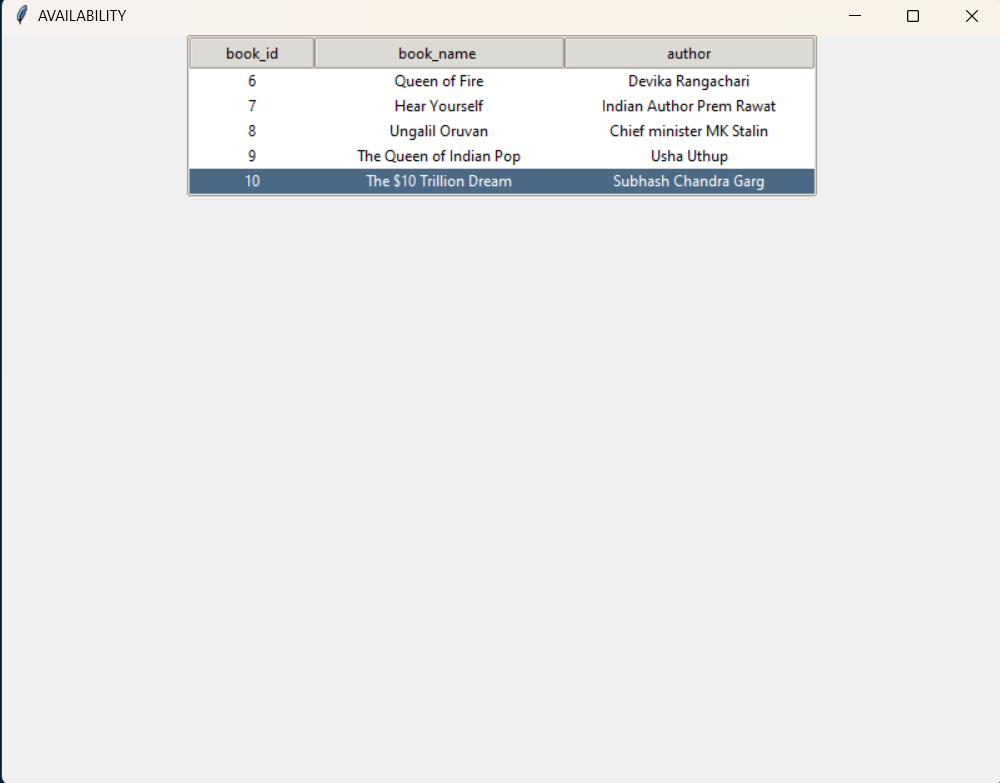 AVAILABILITY
book_id book_name author
6 Queen of Fire Devika Rangachari
7 Hear Yourself Indian Author Prem Rawat
8 Ungalil Oruvan Chief minister MK Stalin
9 The Queen of Indian Pop Usha Uthup
10 The $10 Trillion Dream Subhash Chandra Garg